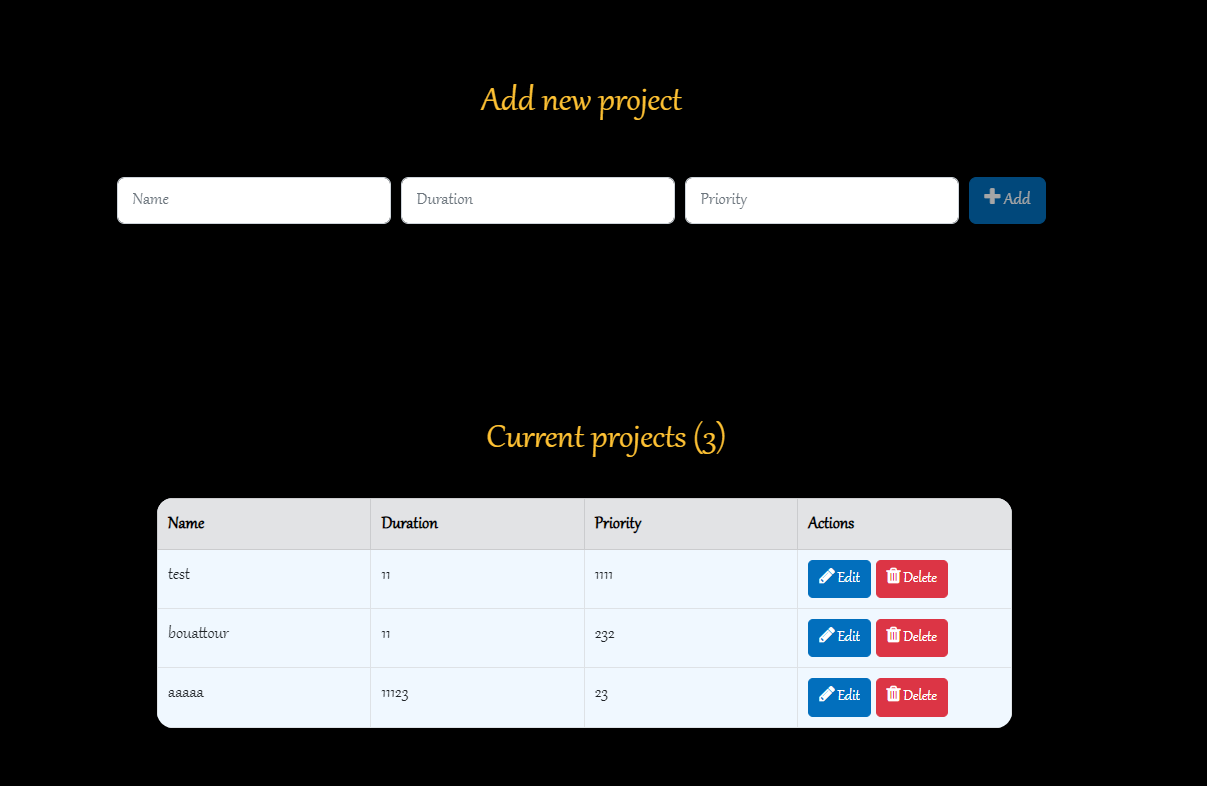 Add new project
Name Duration Priority Add
Current projects (3)
Name Duration Priority Actions
test 11 1111 Edit Delete
bouattour 11 232 Edit Delete
aaaaa 11123 23 Edit Delete